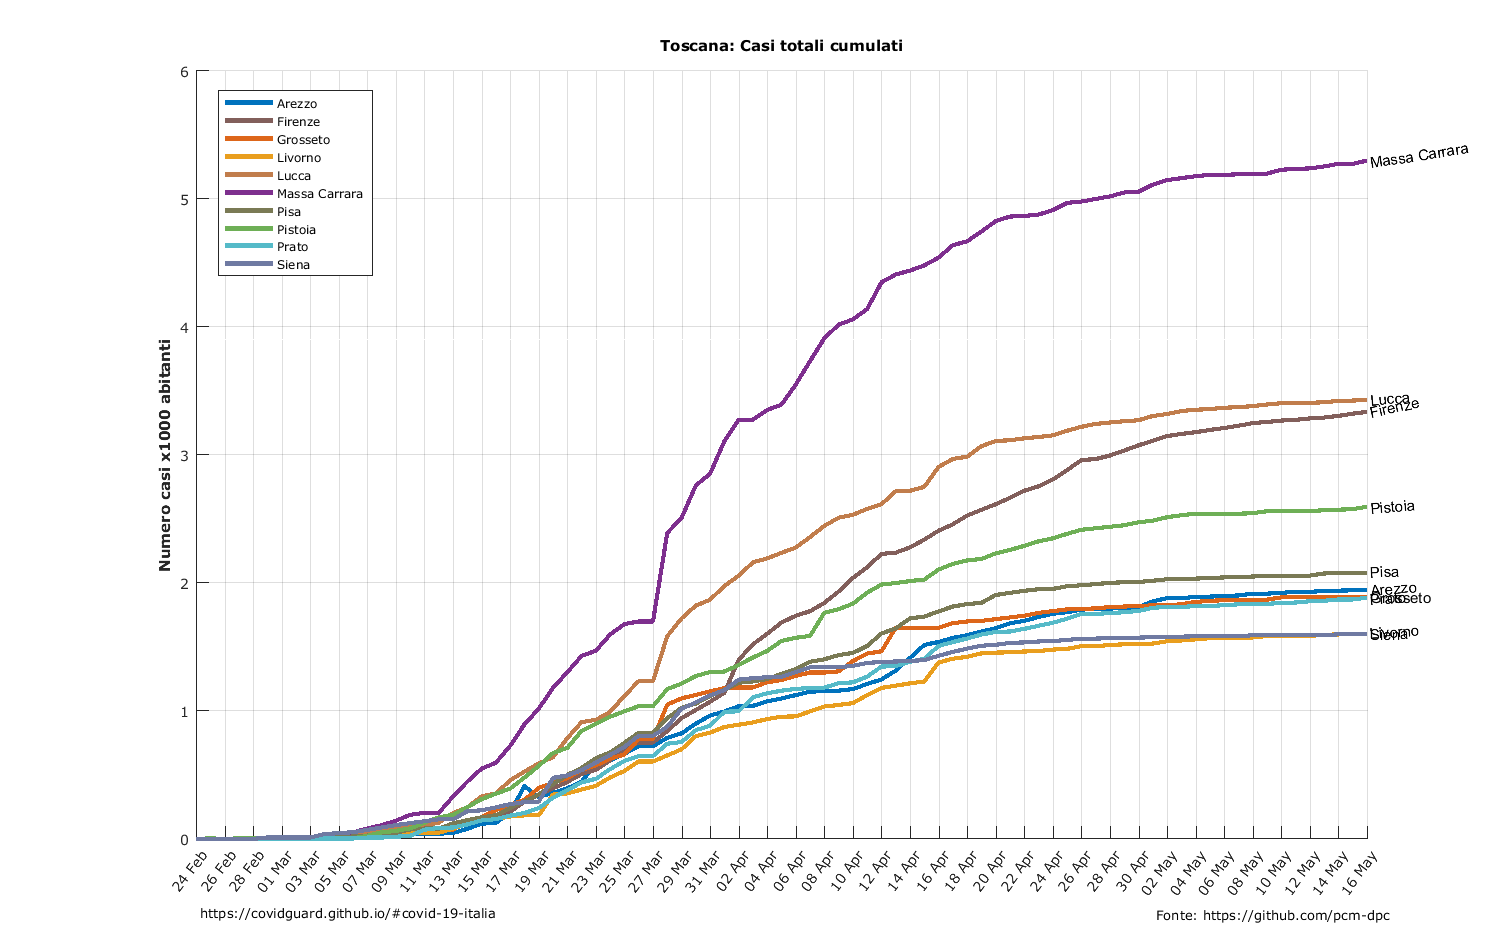 Toscana: Casi totali cumulati
Numero casi x1000 abitanti
6
5
4
3
2
1
0
Arezzo
Firenze
Grosseto
Livorno
Lucca
Massa Carrara
Pisa
Pistoia
Prato
Siena
Massa Carrara
Lucca
Firenze
Pistoia
Pisa
Arezzo
Grosseto
Prato
Livorno
Siena
24 Feb
26 Feb
28 Feb
01 Mar
03 Mar
05 Mar
07 Mar
09 Mar
11 Mar
13 Mar
15 Mar
17 Mar
19 Mar
21 Mar
23 Mar
25 Mar
27 Mar
29 Mar
31 Mar
02 Apr
04 Apr
06 Apr
08 Apr
10 Apr
12 Apr
14 Apr
16 Apr
18 Apr
20 Apr
22 Apr
24 Apr
26 Apr
28 Apr
30 Apr
02 May
04 May
06 May
08 May
10 May
12 May
14 May
16 May
https://covidguard.github.io/#covid-19-italia
Fonte: https://github.com/pcm-dpc